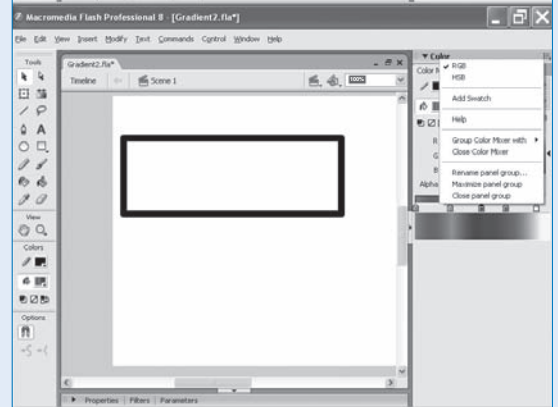 Macromedia Flash Professional 8 - [Gradient2.fla*]
File Edit View Insert Modify Text Commands Control Window Help
Tools
Gradient2.fla*
Timeline
Scene 1
100%
View
Colors
Options
Properties | Filters | Parameters
Color
Color M
R
G
B
Alpha
RGB
HSB
Add Swatch
Help
Group Color Mixer with
Close Color Mixer
Rename panel group...
Maximize panel group
Close panel group